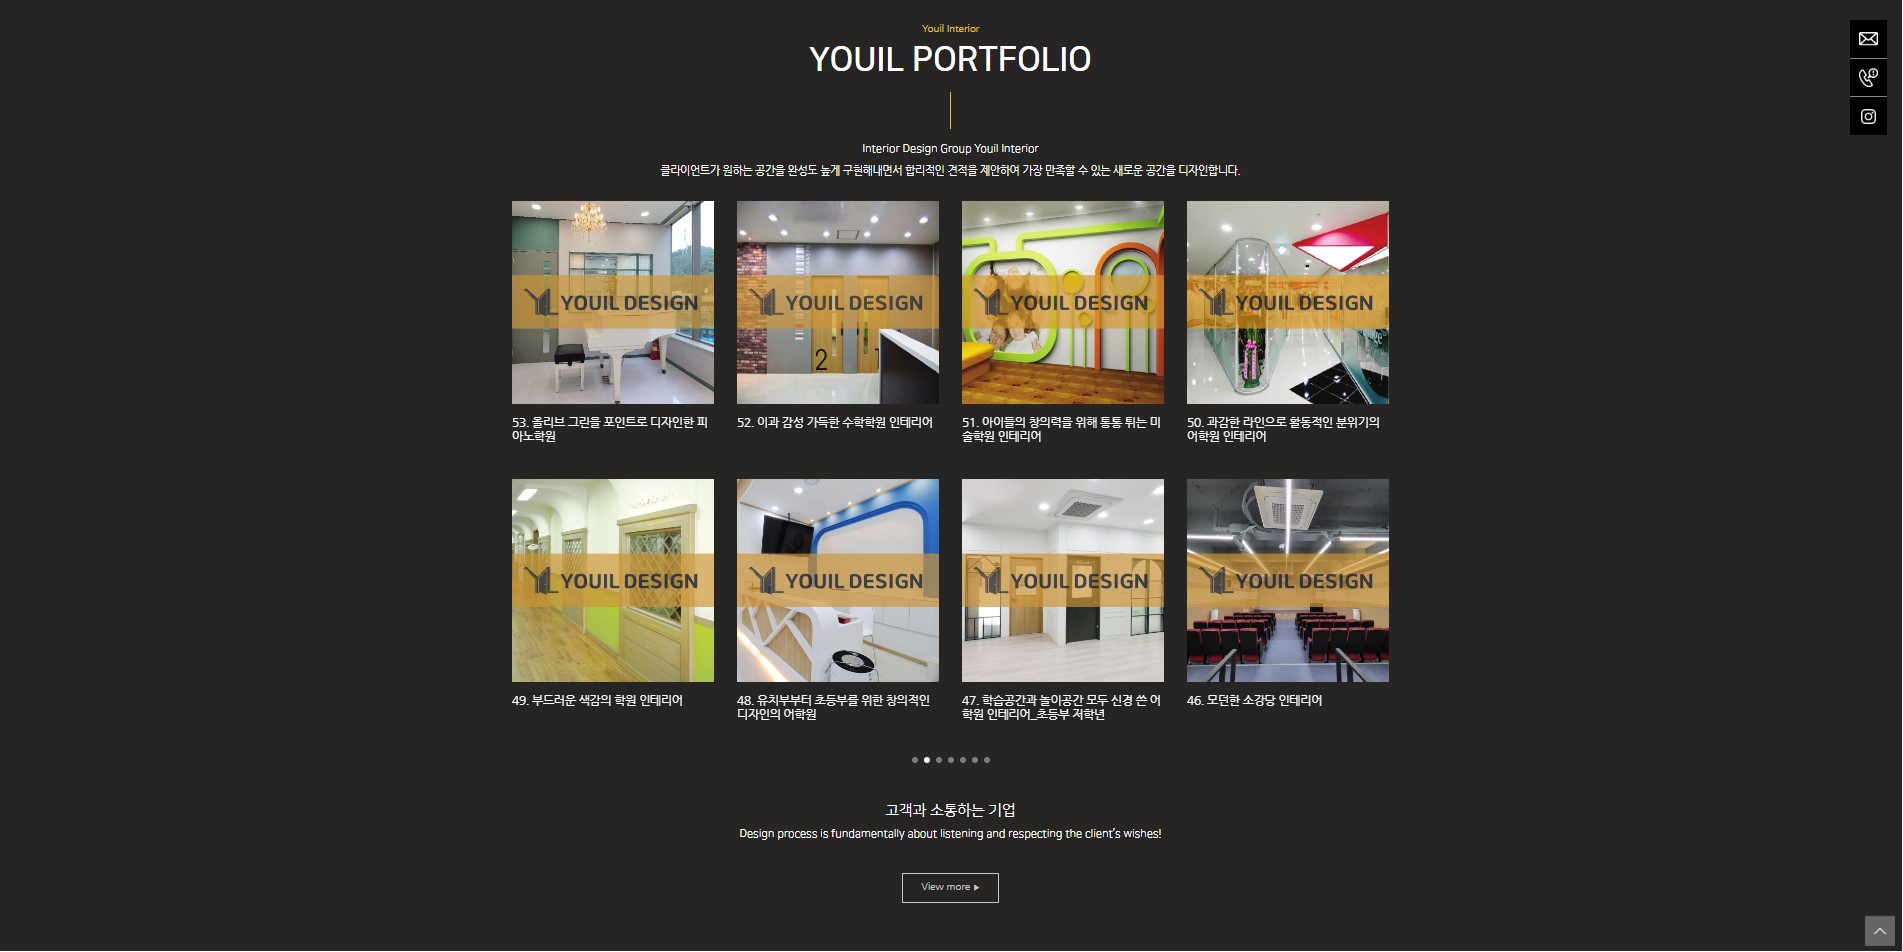 Youil Interior
YOUIL PORTFOLIO
Interior Design Group Youil Interior
클라이언트가 원하는 공간을 완성도 높게 구현해내면서 합리적인 견적을 제안하여 가장 만족할 수 있는 새로운 공간을 디자인합니다.
YOUIL DESIGN
YOUIL DESIGN
YOUIL DESIGN
YOUIL DESIGN
2
53. 올리브 그린을 포인트로 디자인한 피
아노학원
52. 이과 감성 가득한 수학학원 인테리어
51. 아이들의 창의력을 위해 통통 튀는 미
술학원 인테리어
50. 과감한 라인으로 활동적인 분위기의
어학원 인테리어
YOUIL DESIGN
YOUIL DESIGN
YOUIL DESIGN
YOUIL DESIGN
49. 부드러운 색감의 학원 인테리어
48. 유치부부터 초등부를 위한 창의적인
디자인의 어학원
47. 학습공간과 놀이공간 모두 신경 쓴 어
학원 인테리어_초등부 저학년
46. 모던한 소강당 인테리어
고객과 소통하는 기업
Design process is fundamentally about listening and respecting the client's wishes!
View more ▶